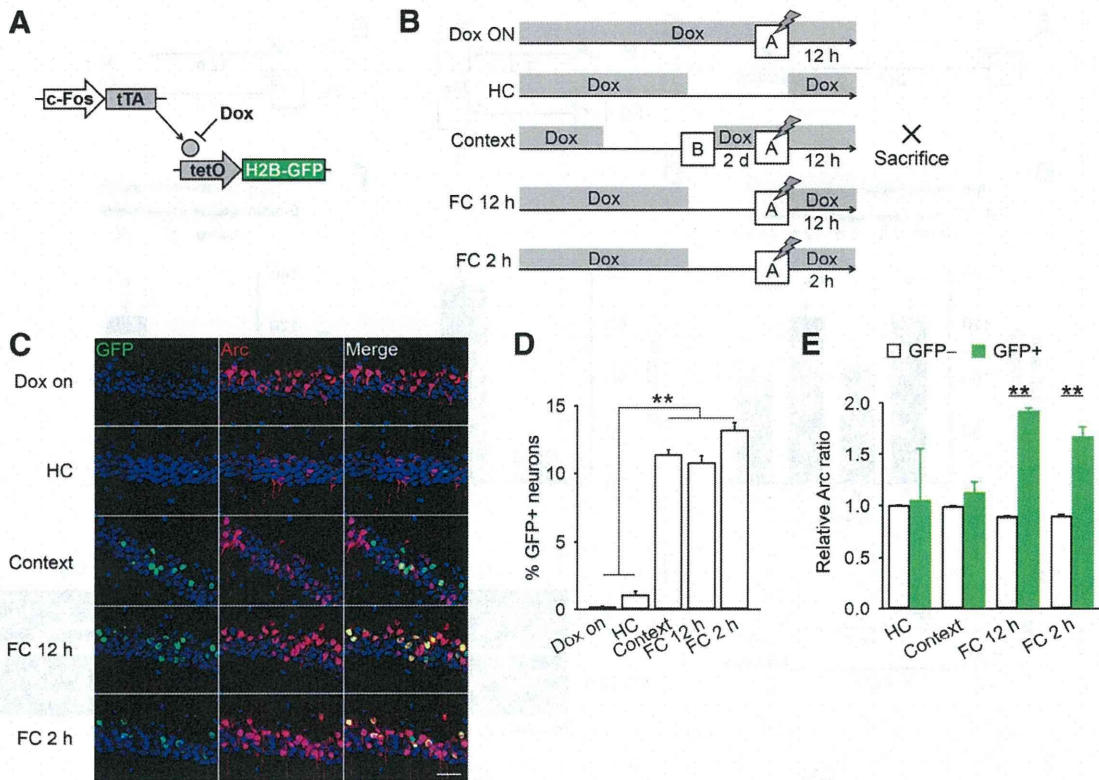 A
c-Fos
tTA
Dox
tetO
H2B-GFP
B
Dox ON
Dox
A
12 h
HC
Dox
Dox
Context
Dox
B
Dox
2 d
A
12 h
Sacrifice
FC 12 h
Dox
A
Dox
12 h
FC 2 h
Dox
A
Dox
2 h
C
GFP
Arc
Merge
Dox on
HC
Context
FC 12 h
FC 2 h
D
**
15
10
5
0
% GFP+ neurons
Dox on
HC
Context
FC 12 h
FC 2 h
E
GFP–
GFP+
**
**
2.0
1.5
1.0
0.5
0.0
Relative Arc ratio
HC
Context
FC 12 h
FC 2 h